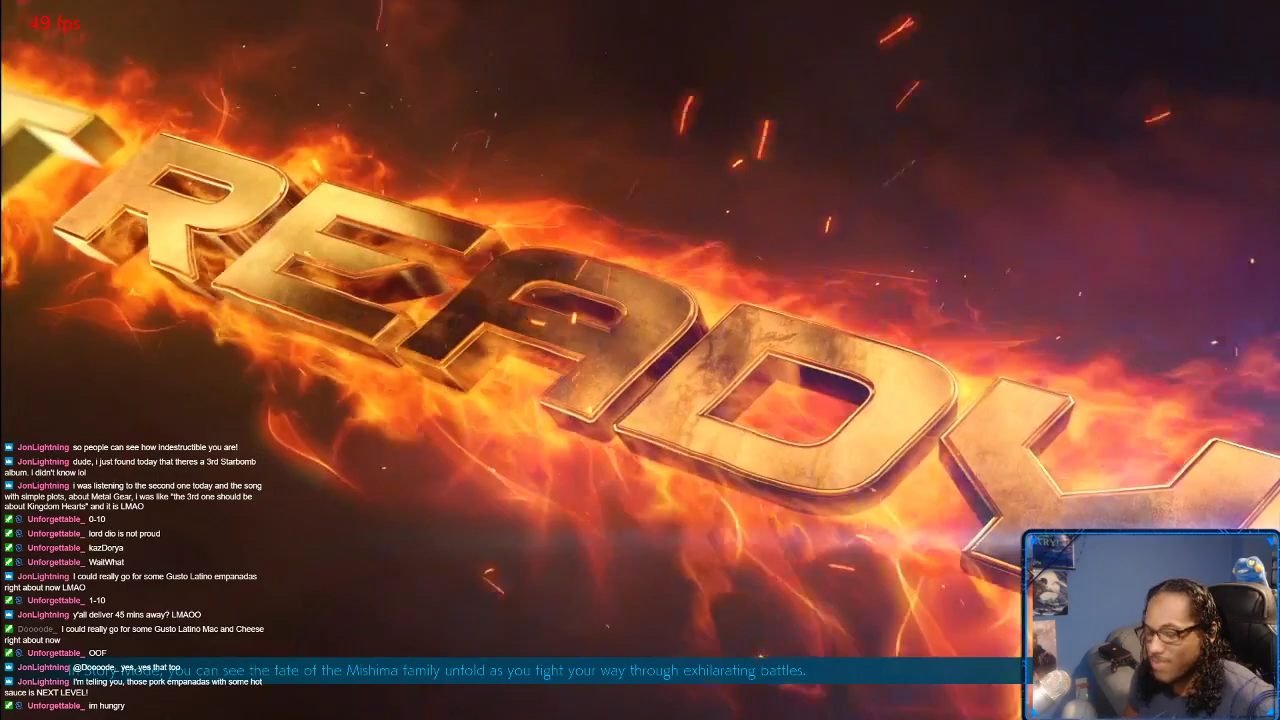 49 fps
READY
JonLightning so people can see how indestructible you are!
JonLightning dude, i just found today that theres a 3rd Starbomb
album. i didn't know lol
JonLightning i was listening to the second one today and the song
with simple plots, about Metal Gear, i was like "the 3rd one should be
about Kingdom Hearts" and it is LMAO
Unforgettable_ 0-10
Unforgettable_ lord dio is not proud
Unforgettable_ kazDorya
Unforgettable_ WaitWhat
JonLightning I could really go for some Gusto Latino empanadas
right about now LMAO
Unforgettable_ 1-10
JonLightning y'all deliver 45 mins away? LMAOO
Doooode_ I could really go for some Gusto Latino Mac and Cheese
right about now
Unforgettable_ OOF
JonLightning @Doooode_ yes, yes that too
In Story Mode, you can see the fate of the Mishima family unfold as you fight your way through exhilarating battles.
JonLightning I'm telling you, those pork empanadas with some hot
sauce is NEXT LEVEL!
Unforgettable_ im hungry